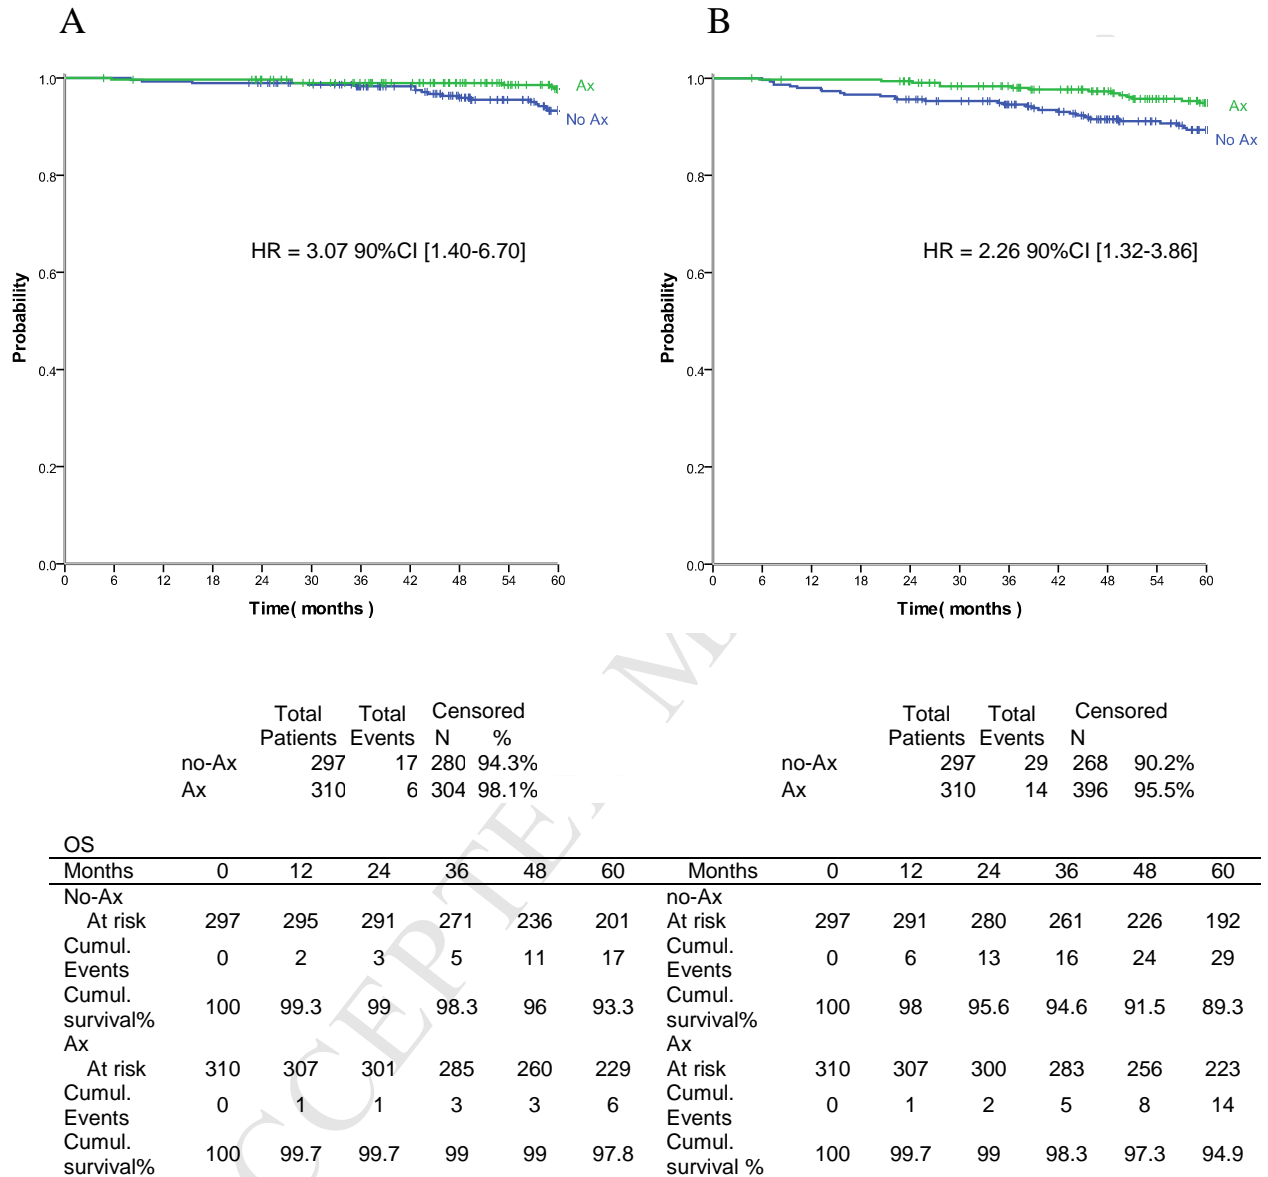 A
B
1.0
0.8
0.6
0.4
0.2
0.0
Probability
Ax
No Ax
HR = 3.07 90%CI [1.40-6.70]
0 6 12 18 24 30 36 42 48 54 60
Time( months )
1.0
0.8
0.6
0.4
0.2
0.0
Probability
Ax
No Ax
HR = 2.26 90%CI [1.32-3.86]
0 6 12 18 24 30 36 42 48 54 60
Time( months )
Total Total Censored
Patients Events N %
no-Ax 297 17 280 94.3%
Ax 310 6 304 98.1%
Total Total Censored
Patients Events N
no-Ax 297 29 268 90.2%
Ax 310 14 396 95.5%
OS
Months 0 12 24 36 48 60 Months 0 12 24 36 48 60
No-Ax no-Ax
At risk 297 295 291 271 236 201 At risk 297 291 280 261 226 192
Cumul. Cumul.
Events 0 2 3 5 11 17 Events 0 6 13 16 24 29
Cumul. Cumul.
survival% 100 99.3 99 98.3 96 93.3 survival% 100 98 95.6 94.6 91.5 89.3
Ax Ax
At risk 310 307 301 285 260 229 At risk 310 307 300 283 256 223
Cumul. Cumul.
Events 0 1 1 3 3 6 Events 0 1 2 5 8 14
Cumul. Cumul.
survival% 100 99.7 99.7 99 99 97.8 survival % 100 99.7 99 98.3 97.3 94.9
CCEPTE M